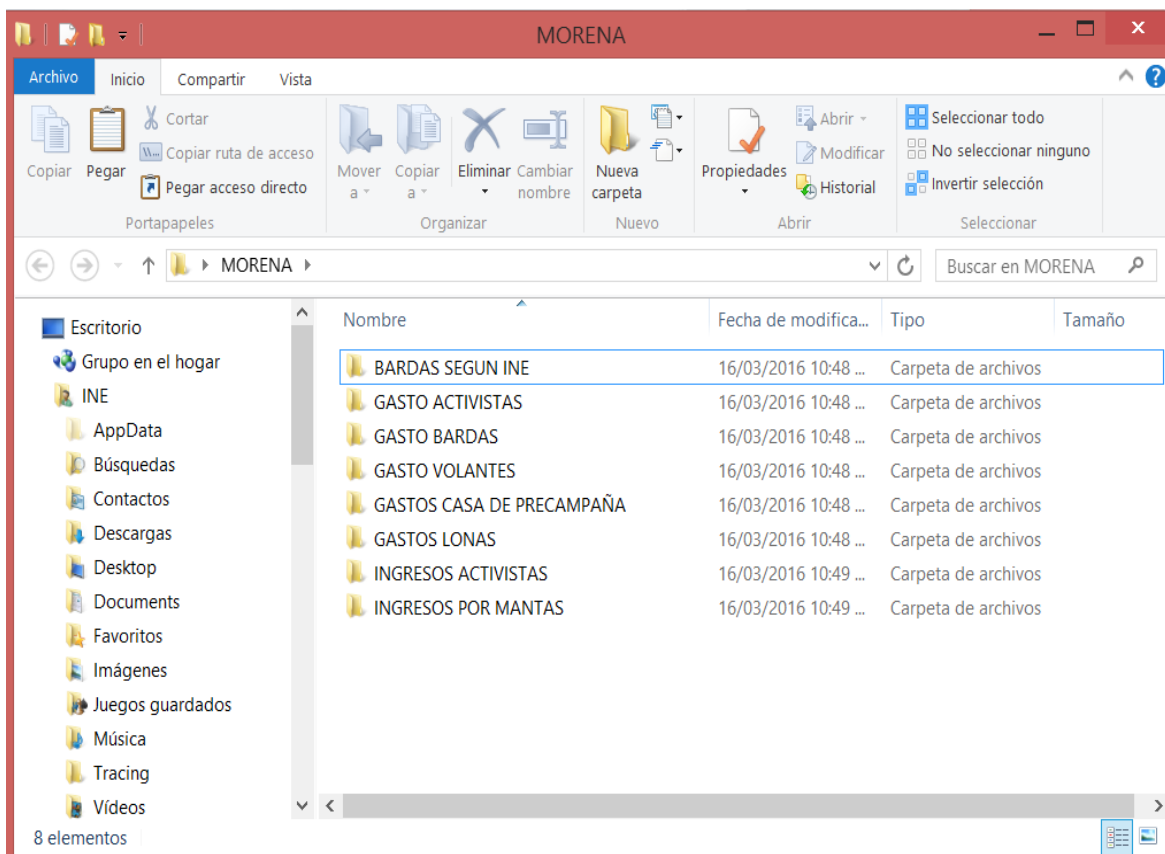 MORENA
Archivo Inicio Compartir Vista
Copiar
Pegar
Cortar
Copiar ruta de acceso
Pegar acceso directo
Portapapeles
Mover a
Copiar a
Eliminar
Cambiar nombre
Organizar
Nueva carpeta
Nuevo
Propiedades
Abrir
Modificar
Historial
Abrir
Seleccionar todo
No seleccionar ninguno
Invertir selección
Seleccionar
MORENA
Buscar en MORENA
Escritorio
Grupo en el hogar
INE
AppData
Búsquedas
Contactos
Descargas
Desktop
Documents
Favoritos
Imágenes
Juegos guardados
Música
Tracing
Vídeos
Nombre Fecha de modifica... Tipo Tamaño
BARDAS SEGUN INE 16/03/2016 10:48 ... Carpeta de archivos
GASTO ACTIVISTAS 16/03/2016 10:48 ... Carpeta de archivos
GASTO BARDAS 16/03/2016 10:48 ... Carpeta de archivos
GASTO VOLANTES 16/03/2016 10:48 ... Carpeta de archivos
GASTOS CASA DE PRECAMPAÑA 16/03/2016 10:48 ... Carpeta de archivos
GASTOS LONAS 16/03/2016 10:48 ... Carpeta de archivos
INGRESOS ACTIVISTAS 16/03/2016 10:49 ... Carpeta de archivos
INGRESOS POR MANTAS 16/03/2016 10:49 ... Carpeta de archivos
8 elementos